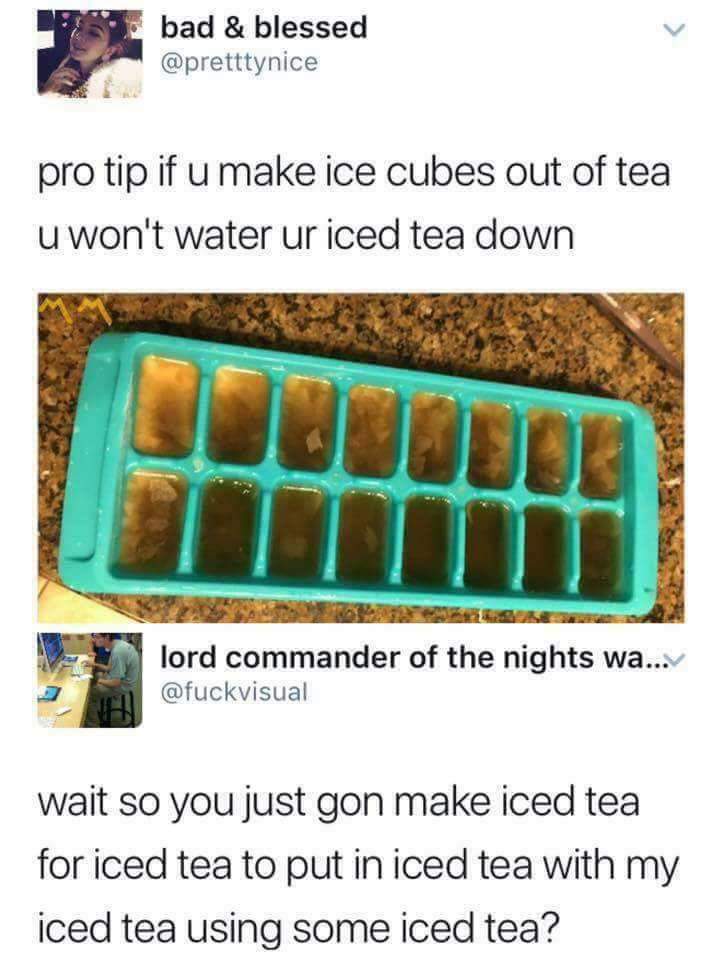 bad & blessed
@pretttynice
pro tip if u make ice cubes out of tea
u won't water ur iced tea down
lord commander of the nights wa...
@fuckvisual
wait so you just gon make iced tea
for iced tea to put in iced tea with my
iced tea using some iced tea?